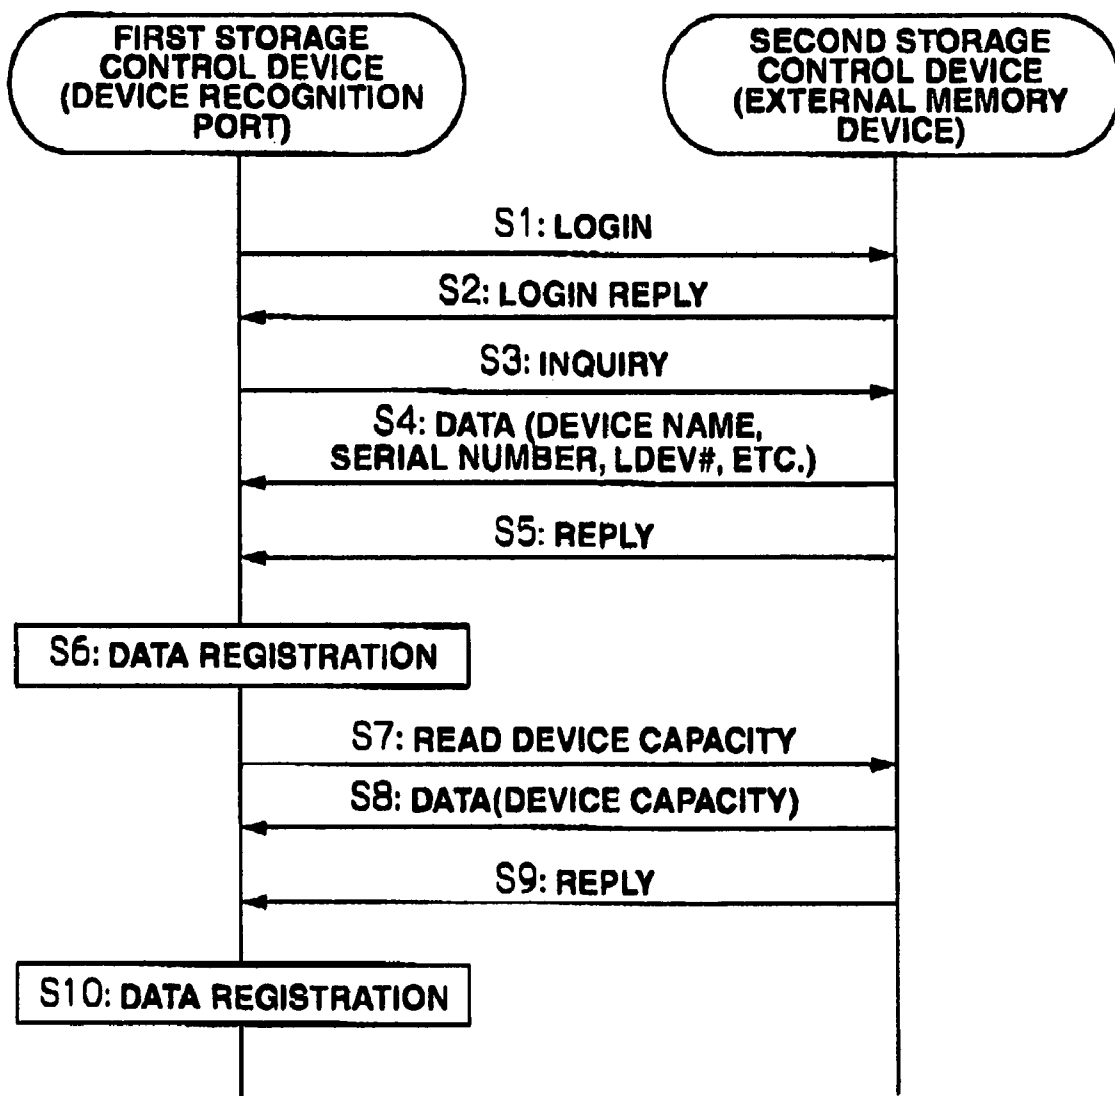 FIRST STORAGE
CONTROL DEVICE
(DEVICE RECOGNITION
PORT)
SECOND STORAGE
CONTROL DEVICE
(EXTERNAL MEMORY
DEVICE)
S1: LOGIN
S2: LOGIN REPLY
S3: INQUIRY
S4: DATA (DEVICE NAME,
SERIAL NUMBER, LDEV#, ETC.)
S5: REPLY
S6: DATA REGISTRATION
S7: READ DEVICE CAPACITY
S8: DATA(DEVICE CAPACITY)
S9: REPLY
S10: DATA REGISTRATION